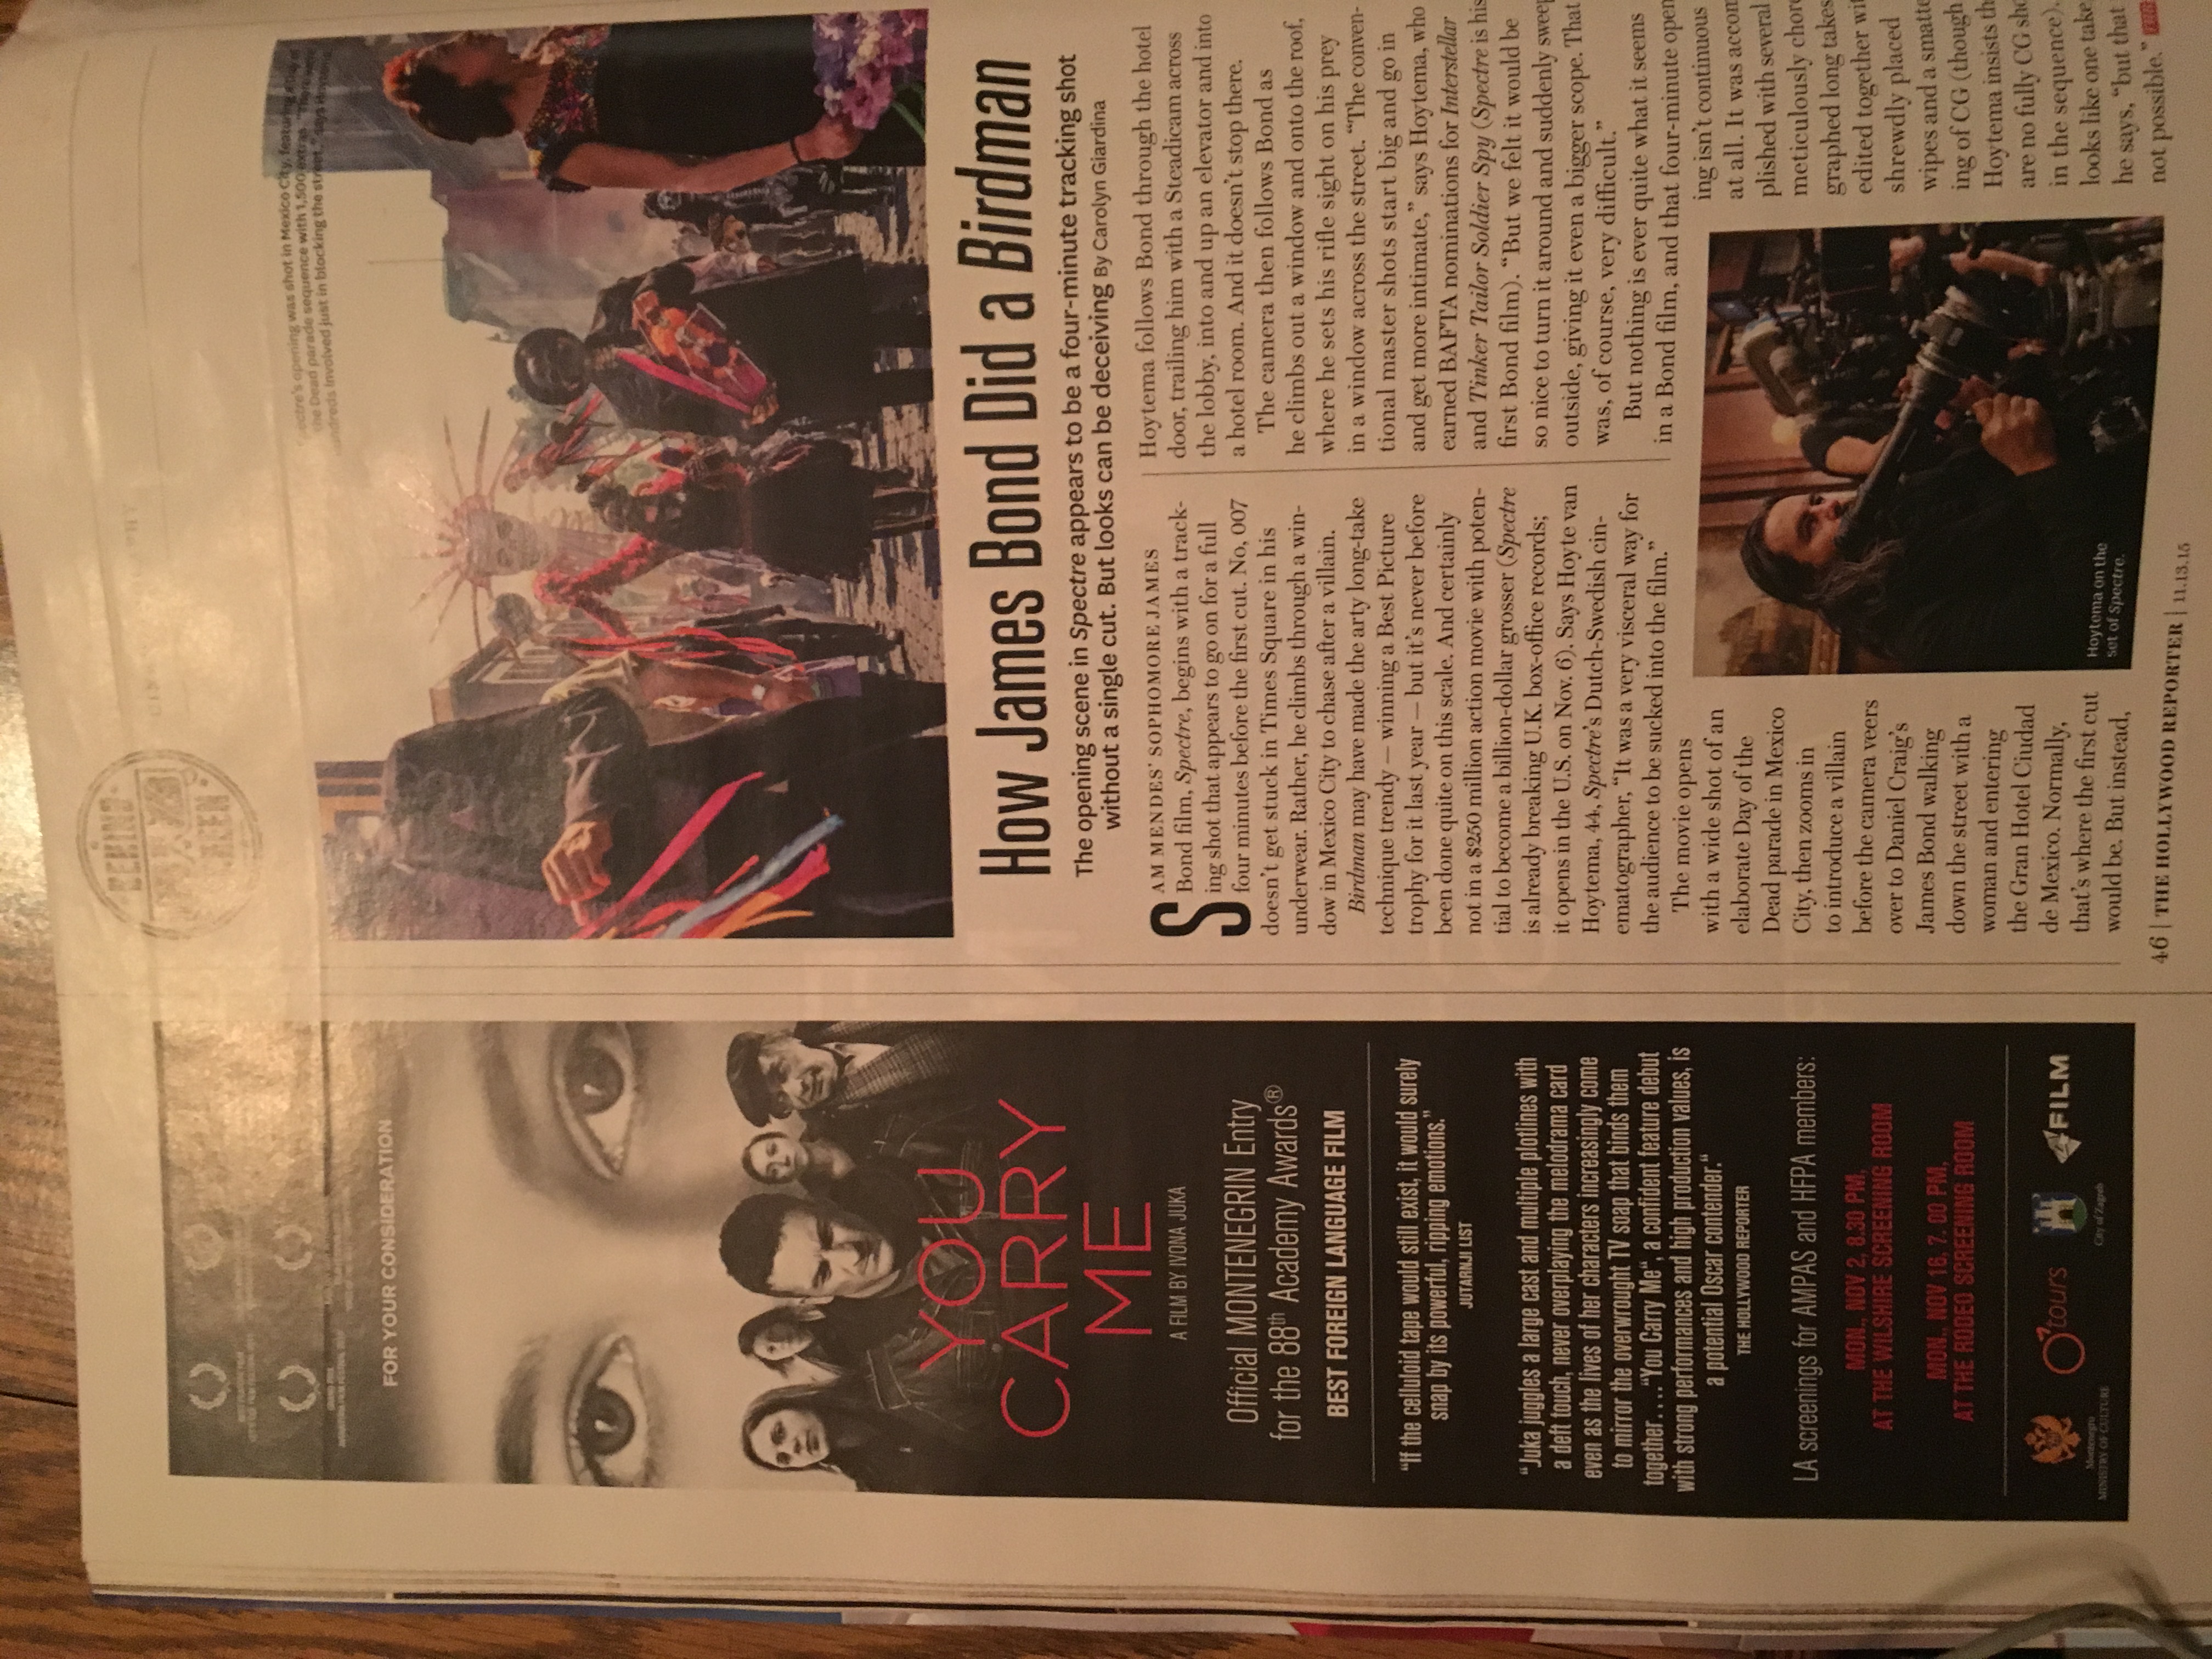 BEHIND
FOR YOUR CONSIDERATION
YOU
CARRY
ME
A FILM BY IVONA JUKA
Official MONTENEGRIN Entry
for the 88th Academy Awards®
BEST FOREIGN LANGUAGE FILM
“If the celluloid tape would still exist, it would surely
snap by its powerful, ripping emotions.”
JUTARNJI LIST
“Juka juggles a large cast and multiple plotlines with
a deft touch, never overplaying the melodrama card
even as the lives of her characters increasingly come
to mirror the overwrought TV soap that binds them
together....“You Carry Me“, a confident feature debut
with strong performances and high production values, is
a potential Oscar contender.“
THE HOLLYWOOD REPORTER
LA screenings for AMPAS and HFPA members:
MON., NOV 2, 8.30 PM,
AT THE WILSHIRE SCREENING ROOM
MON., NOV 16, 7. 00 PM,
AT THE RODEO SCREENING ROOM
Montenegro
MINISTRY OF CULTURE
tours
City of Zagreb
4FILM
opening was shot in Mexico City, featuring a Day of
the Dead parade sequence with 1,500 extras. "There were
involved just in blocking the street," says Hoytema.
How James Bond Did a Birdman
The opening scene in Spectre appears to be a four-minute tracking shot
without a single cut. But looks can be deceiving By Carolyn Giardina
SAM MENDES’ SOPHOMORE JAMES
Bond film, Spectre, begins with a track-
ing shot that appears to go on for a full
four minutes before the first cut. No, 007
doesn’t get stuck in Times Square in his
underwear. Rather, he climbs through a win-
dow in Mexico City to chase after a villain.
Birdman may have made the arty long-take
technique trendy — winning a Best Picture
trophy for it last year — but it’s never before
been done quite on this scale. And certainly
not in a $250 million action movie with poten-
tial to become a billion-dollar grosser (Spectre
is already breaking U.K. box-office records;
it opens in the U.S. on Nov. 6). Says Hoyte van
Hoytema, 44, Spectre’s Dutch-Swedish cin-
ematographer, “It was a very visceral way for
the audience to be sucked into the film.”
The movie opens
with a wide shot of an
elaborate Day of the
Dead parade in Mexico
City, then zooms in
to introduce a villain
before the camera veers
over to Daniel Craig’s
James Bond walking
down the street with a
woman and entering
the Gran Hotel Ciudad
de Mexico. Normally,
that’s where the first cut
would be. But instead,
Hoytema follows Bond through the hotel
door, trailing him with a Steadicam across
the lobby, into and up an elevator and into
a hotel room. And it doesn’t stop there.
The camera then follows Bond as
he climbs out a window and onto the roof,
where he sets his rifle sight on his prey
in a window across the street. “The conven-
tional master shots start big and go in
and get more intimate,” says Hoytema, who
earned BAFTA nominations for Interstellar
and Tinker Tailor Soldier Spy (Spectre is his
first Bond film). “But we felt it would be
so nice to turn it around and suddenly sweep
outside, giving it even a bigger scope. That
was, of course, very difficult.”
But nothing is ever quite what it seems
in a Bond film, and that four-minute open
ing isn’t continuous
at all. It was accom
plished with several
meticulously chore
graphed long takes
edited together wit
shrewdly placed
wipes and a smatte
ing of CG (though
Hoytema insists th
are no fully CG sho
in the sequence).
looks like one take
he says, “but that
not possible.” THR
Hoytema on the
set of Spectre.
46 | THE HOLLYWOOD REPORTER | 11.13.15